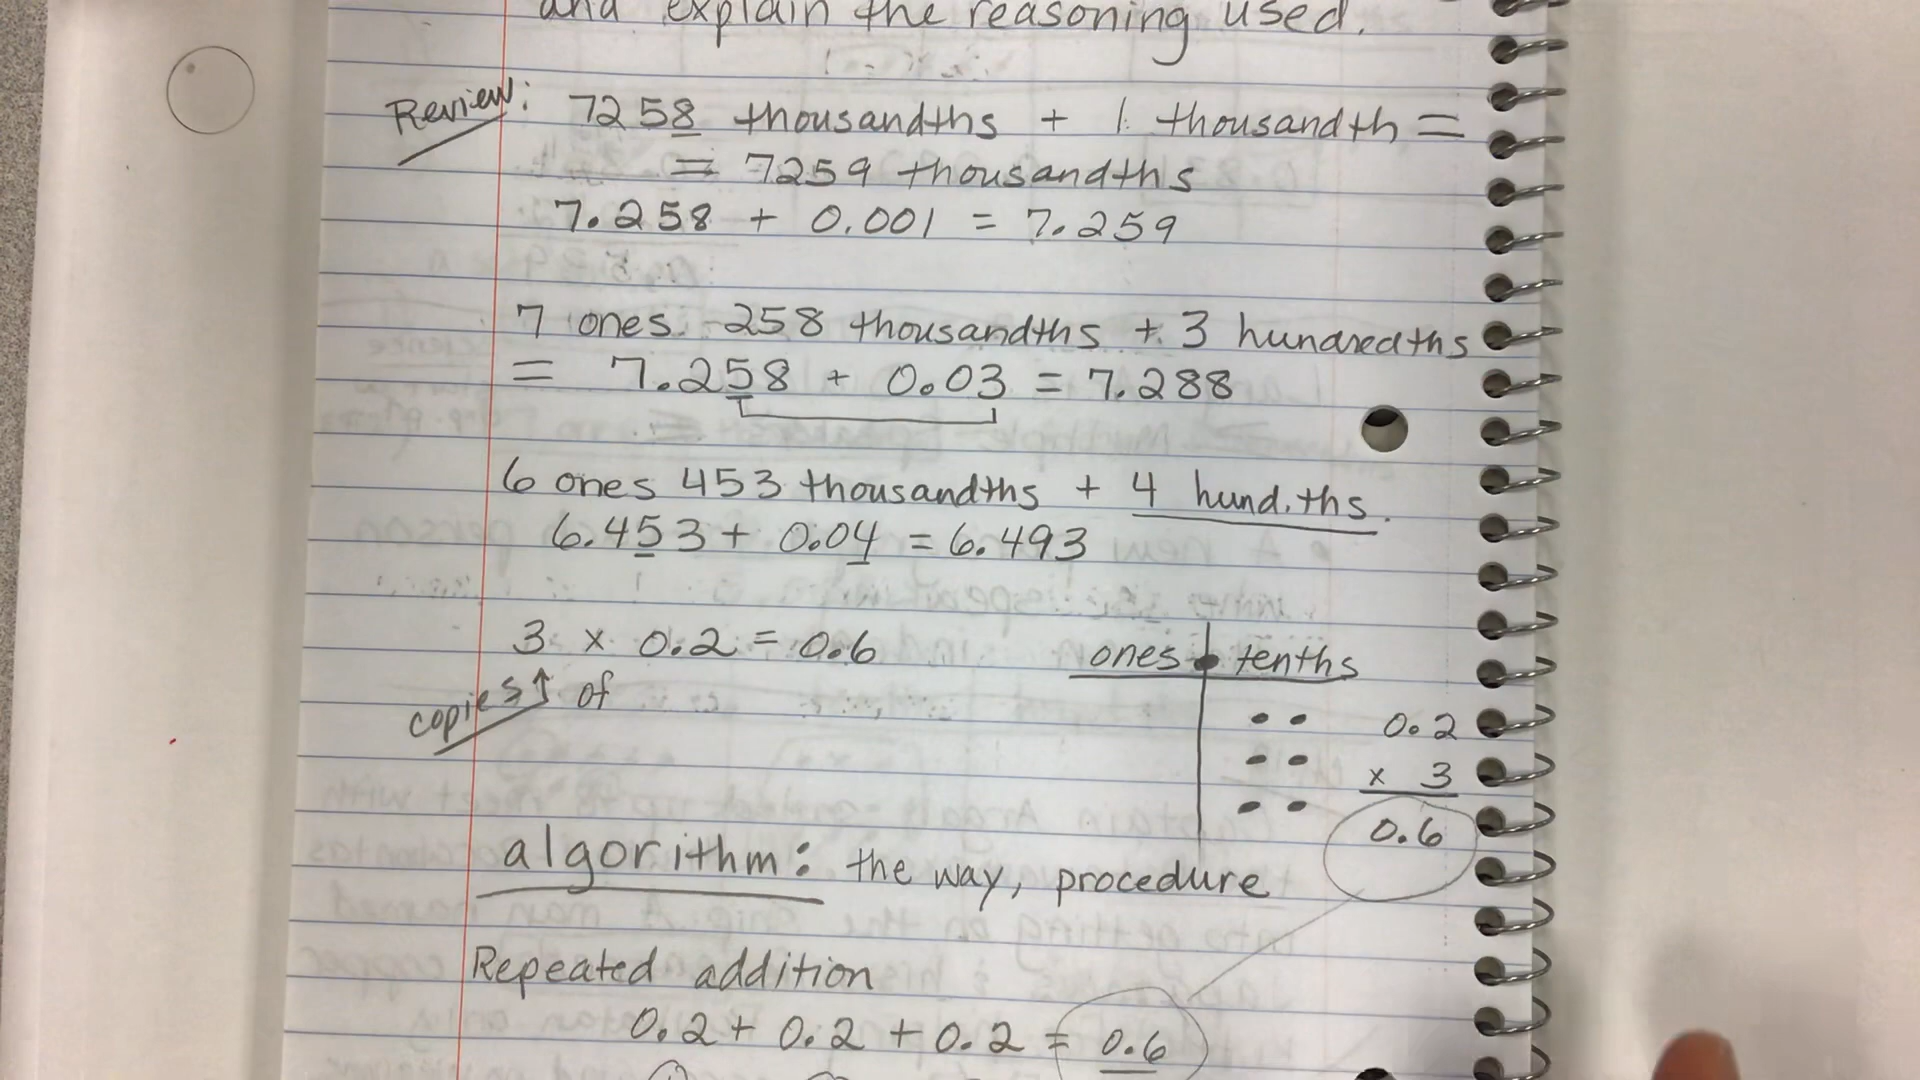 and explain the reasoning used.
Review: 7258 thousandths + 1 thousandth =
= 7259 thousandths
7.258 + 0.001 = 7.259
7 ones 258 thousandths + 3 hundredths
= 7.258 + 0.03 = 7.288
6 ones 453 thousandths + 4 hund.ths.
6.453 + 0.04 = 6.493
3 x 0.2 = 0.6
copies ↑ of
ones • tenths
0.2
x 3
0.6
algorithm: the way, procedure
Repeated addition
0.2 + 0.2 + 0.2 = 0.6